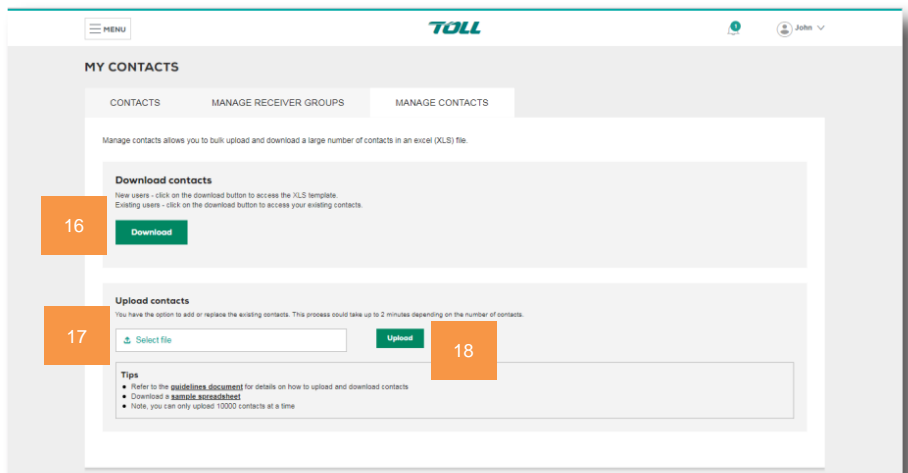 MENU
TOLL
1
John
MY CONTACTS
CONTACTS
MANAGE RECEIVER GROUPS
MANAGE CONTACTS
Manage contacts allows you to bulk upload and download a large number of contacts in an excel (XLS) file.
Download contacts
New users - click on the download button to access the XLS template.
Existing users - click on the download button to access your existing contacts.
16
Download
Upload contacts
You have the option to add or replace the existing contacts. This process could take up to 2 minutes depending on the number of contacts.
17
Select file
Upload
18
Tips
• Refer to the guidelines document for details on how to upload and download contacts
• Download a sample spreadsheet
• Note, you can only upload 10000 contacts at a time